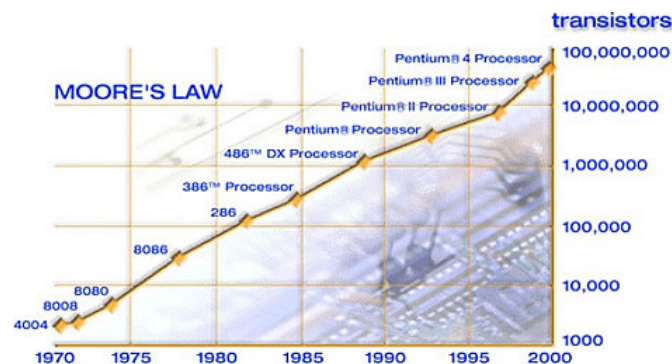 transistors
MOORE'S LAW
Pentium® 4 Processor
100,000,000
Pentium® III Processor
Pentium® II Processor
10,000,000
Pentium® Processor
486™ DX Processor
1,000,000
386™ Processor
286
100,000
8086
8080
10,000
8008
4004
1000
1970 1975 1980 1985 1990 1995 2000